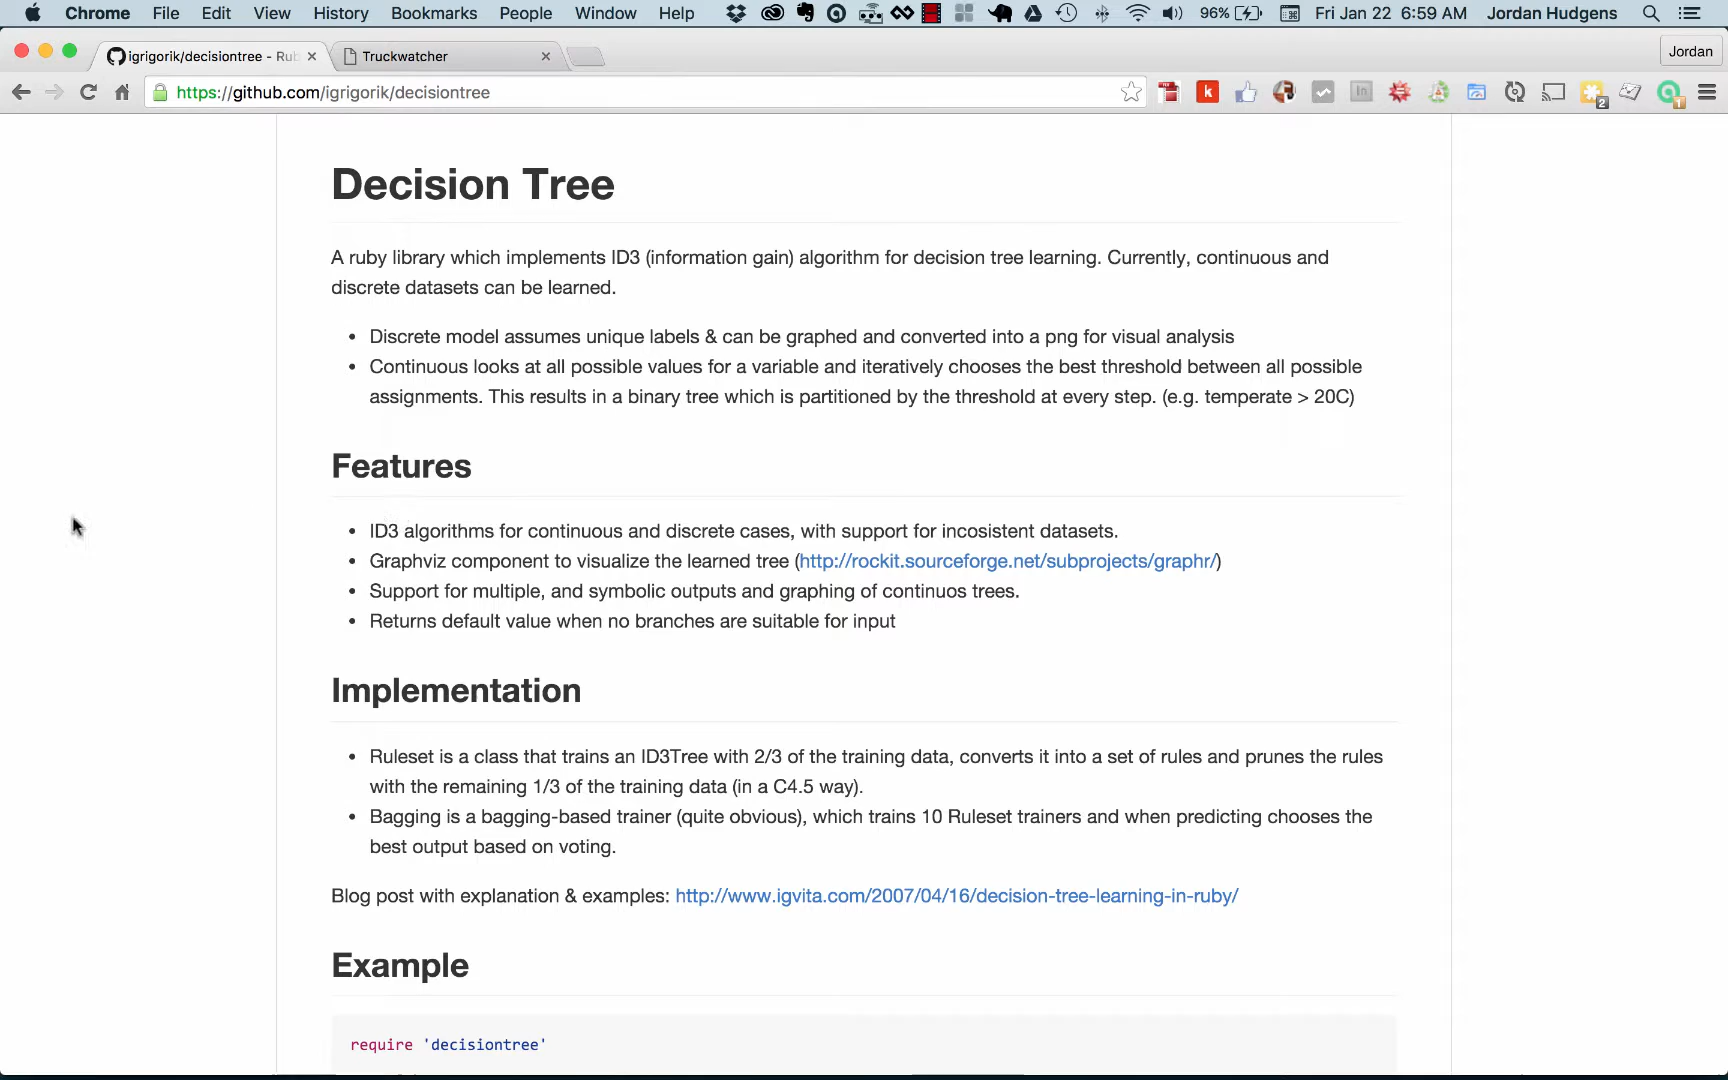 Chrome File Edit View History Bookmarks People Window Help 96% Fri Jan 22 6:59 AM Jordan Hudgens
igrigorik/decisiontree - Rub Truckwatcher Jordan
https://github.com/igrigorik/decisiontree
Decision Tree
A ruby library which implements ID3 (information gain) algorithm for decision tree learning. Currently, continuous and
discrete datasets can be learned.
• Discrete model assumes unique labels & can be graphed and converted into a png for visual analysis
• Continuous looks at all possible values for a variable and iteratively chooses the best threshold between all possible
assignments. This results in a binary tree which is partitioned by the threshold at every step. (e.g. temperate > 20C)
Features
• ID3 algorithms for continuous and discrete cases, with support for incosistent datasets.
• Graphviz component to visualize the learned tree (http://rockit.sourceforge.net/subprojects/graphr/)
• Support for multiple, and symbolic outputs and graphing of continuos trees.
• Returns default value when no branches are suitable for input
Implementation
• Ruleset is a class that trains an ID3Tree with 2/3 of the training data, converts it into a set of rules and prunes the rules
with the remaining 1/3 of the training data (in a C4.5 way).
• Bagging is a bagging-based trainer (quite obvious), which trains 10 Ruleset trainers and when predicting chooses the
best output based on voting.
Blog post with explanation & examples: http://www.igvita.com/2007/04/16/decision-tree-learning-in-ruby/
Example
require 'decisiontree'